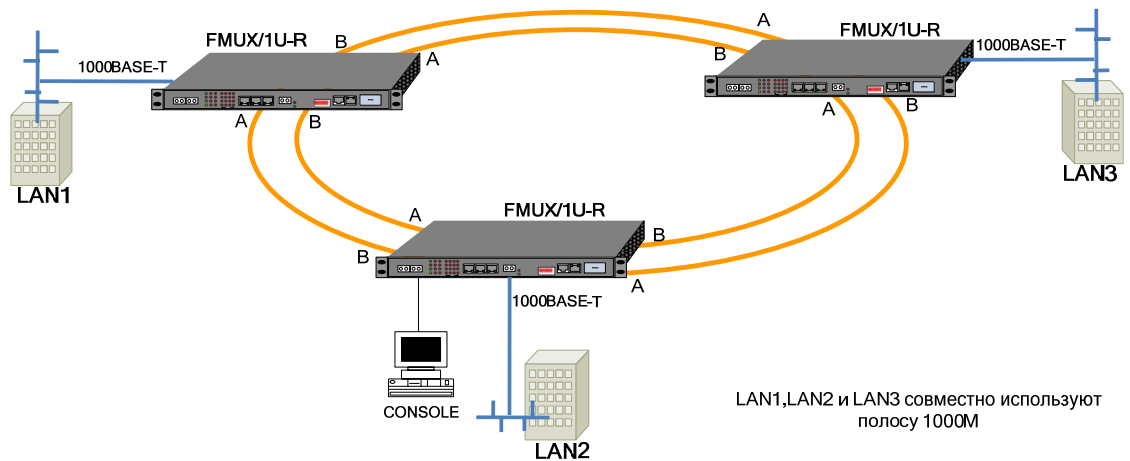 B
A
FMUX/1U-R
FMUX/1U-R
A
B
1000BASE-T
1000BASE-T
A
B
A
B
LAN1
LAN3
FMUX/1U-R
A
B
B
A
1000BASE-T
CONSOLE
LAN2
LAN1,LAN2 и LAN3 совместно используют
полосу 1000М